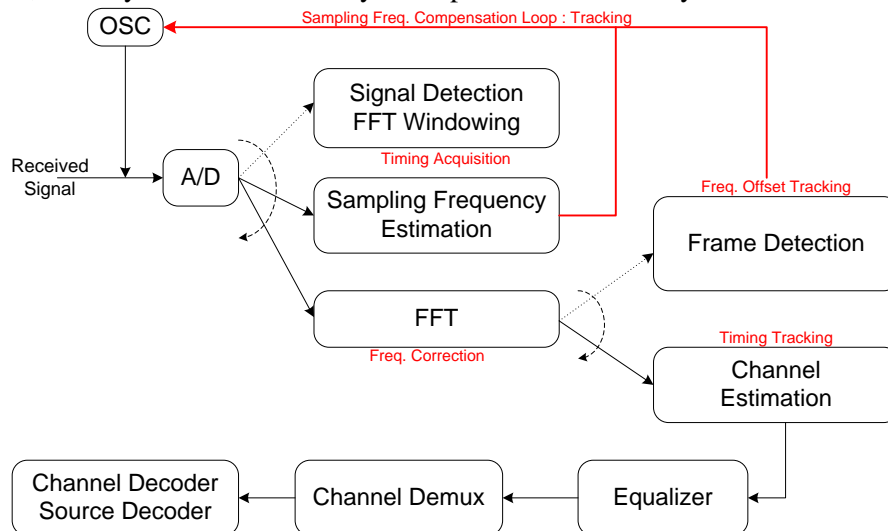 OSC
Sampling Freq. Compensation Loop : Tracking
Signal Detection
FFT Windowing
Received
Signal
A/D
Timing Acquisition
Sampling Frequency
Estimation
Freq. Offset Tracking
Frame Detection
FFT
Freq. Correction
Timing Tracking
Channel
Estimation
Channel Decoder
Source Decoder
Channel Demux
Equalizer